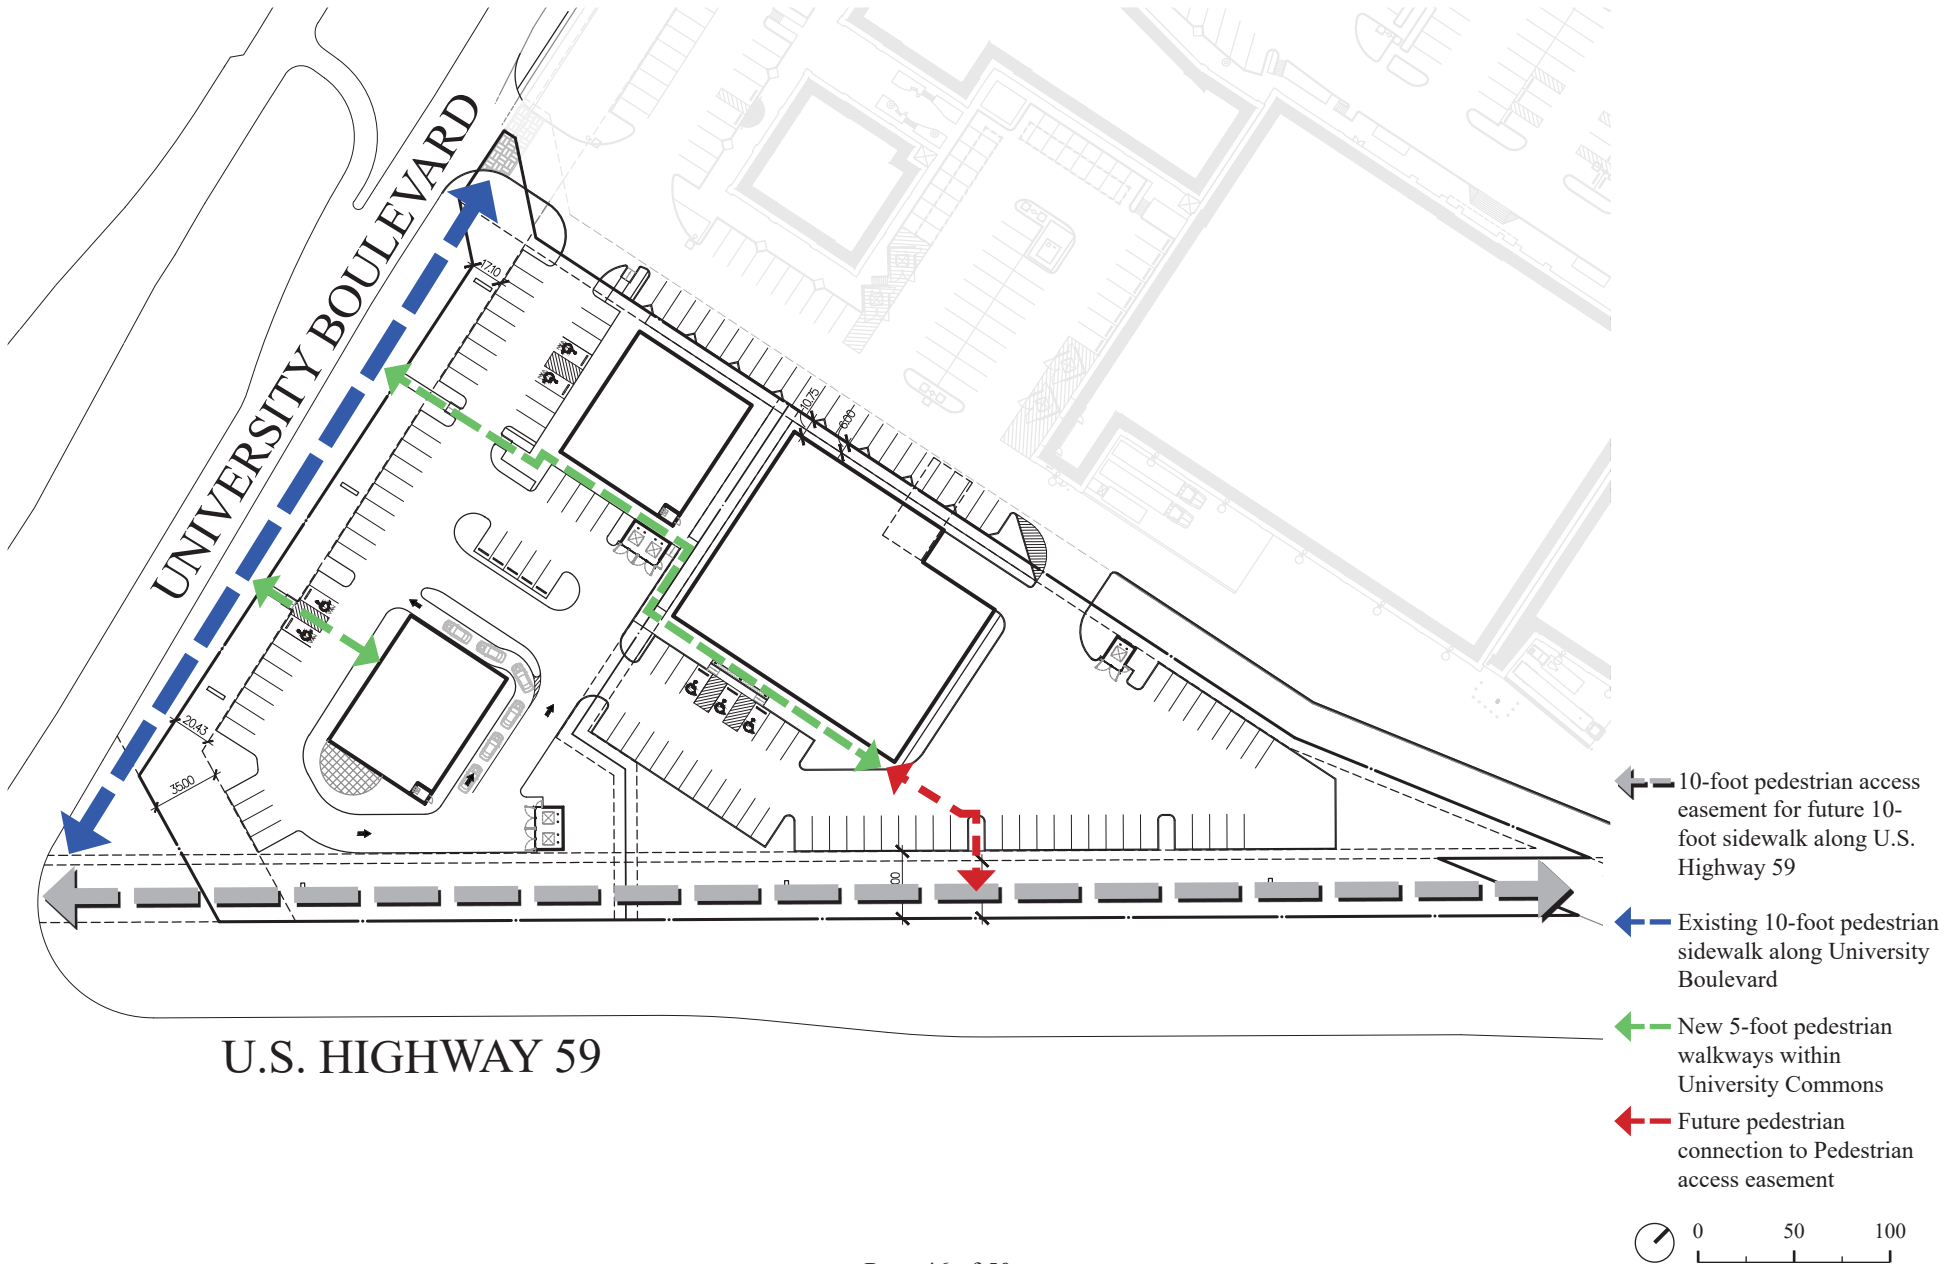 UNIVERSITY BOULEVARD
17.10
10.75
6.00
20.43
35.00
00
U.S. HIGHWAY 59
10-foot pedestrian access
easement for future 10-
foot sidewalk along U.S.
Highway 59
Existing 10-foot pedestrian
sidewalk along University
Boulevard
New 5-foot pedestrian
walkways within
University Commons
Future pedestrian
connection to Pedestrian
access easement
0 50 100